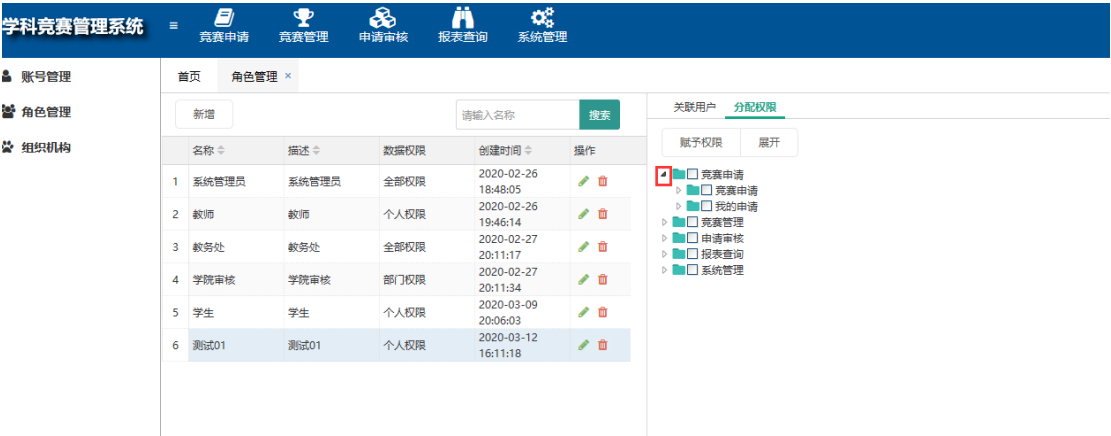 学科竞赛管理系统
竞赛申请 竞赛管理 申请审核 报表查询 系统管理
账号管理
角色管理
组织机构
首页 角色管理 ×
新增 请输入名称 搜索
名称 描述 数据权限 创建时间 操作
1 系统管理员 系统管理员 全部权限 2020-02-26 18:48:05
2 教师 教师 个人权限 2020-02-26 19:46:14
3 教务处 教务处 全部权限 2020-02-27 20:11:17
4 学院审核 学院审核 部门权限 2020-02-27 20:11:34
5 学生 学生 个人权限 2020-03-09 20:06:03
6 测试01 测试01 个人权限 2020-03-12 16:11:18
关联用户 分配权限
赋予权限 展开
竞赛申请
竞赛申请
我的申请
竞赛管理
申请审核
报表查询
系统管理